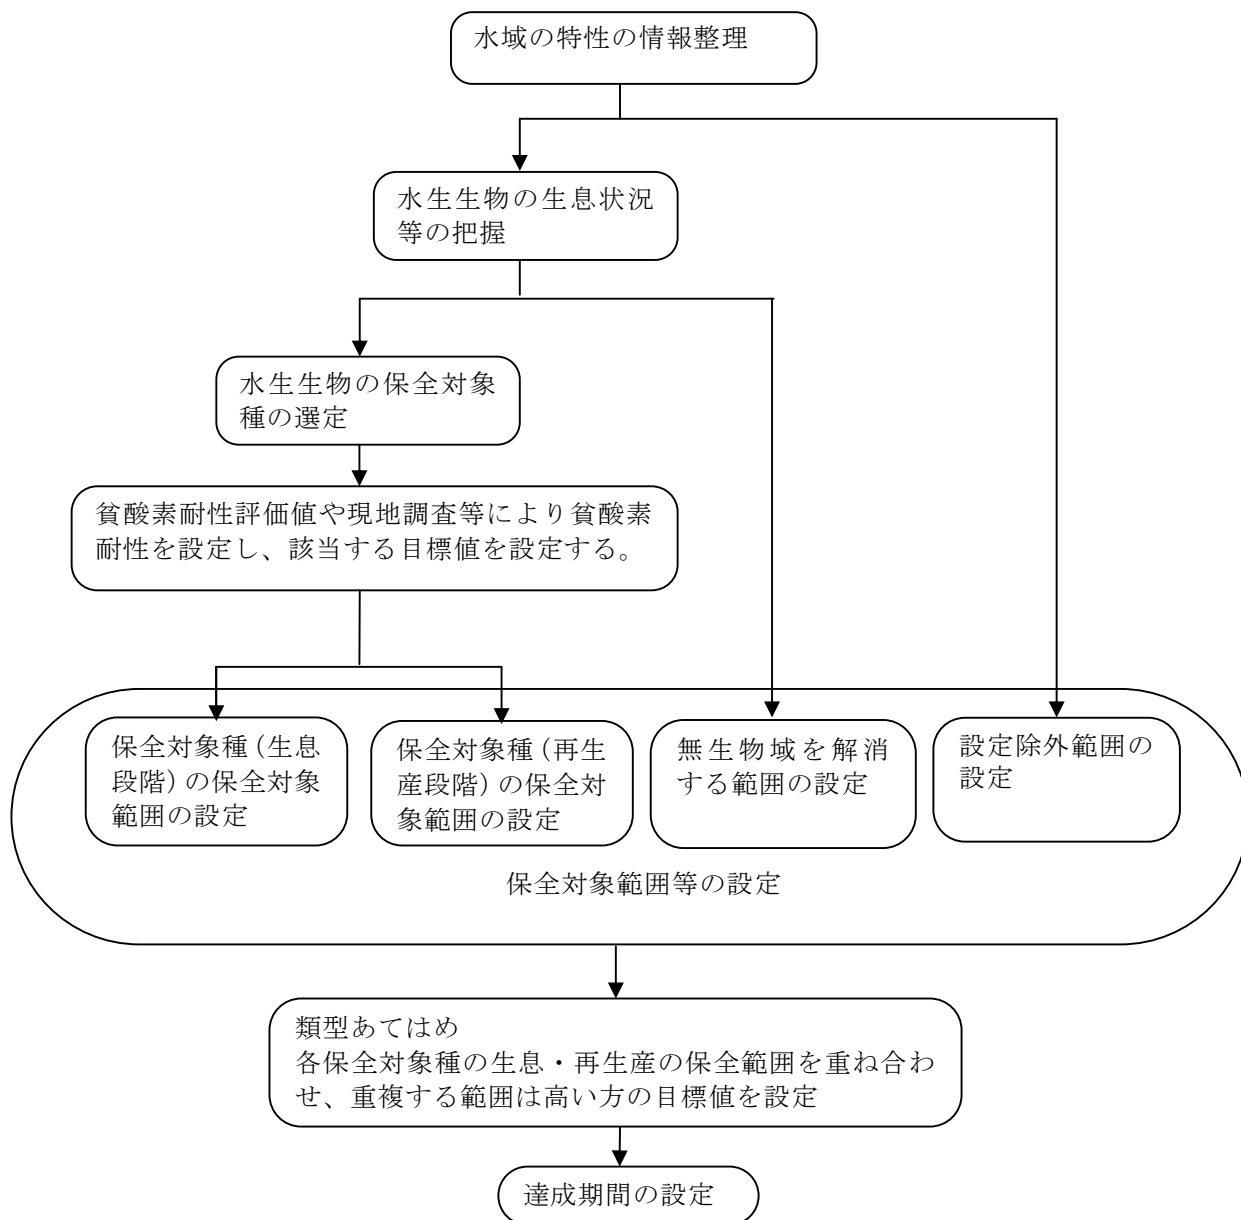 水域の特性の情報整理
水生生物の生息状況
等の把握
水生生物の保全対象
種の選定
貧酸素耐性評価値や現地調査等により貧酸素
耐性を設定し、該当する目標値を設定する。
保全対象種(生息
段階)の保全対象
範囲の設定
保全対象種(再生
産段階)の保全対
象範囲の設定
無生物域を解消
する範囲の設定
設定除外範囲の
設定
保全対象範囲等の設定
類型あてはめ
各保全対象種の生息・再生産の保全範囲を重ね合わ
せ、重複する範囲は高い方の目標値を設定
達成期間の設定